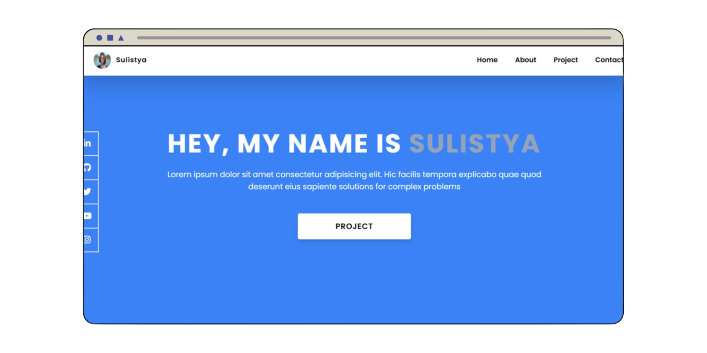 Sulistya
Home About Project Contact
HEY, MY NAME IS SULISTYA
Lorem ipsum dolor sit amet consectetur adipisicing elit. Hic facilis tempora explicabo quae quod
deserunt eius sapiente solutions for complex problems
PROJECT